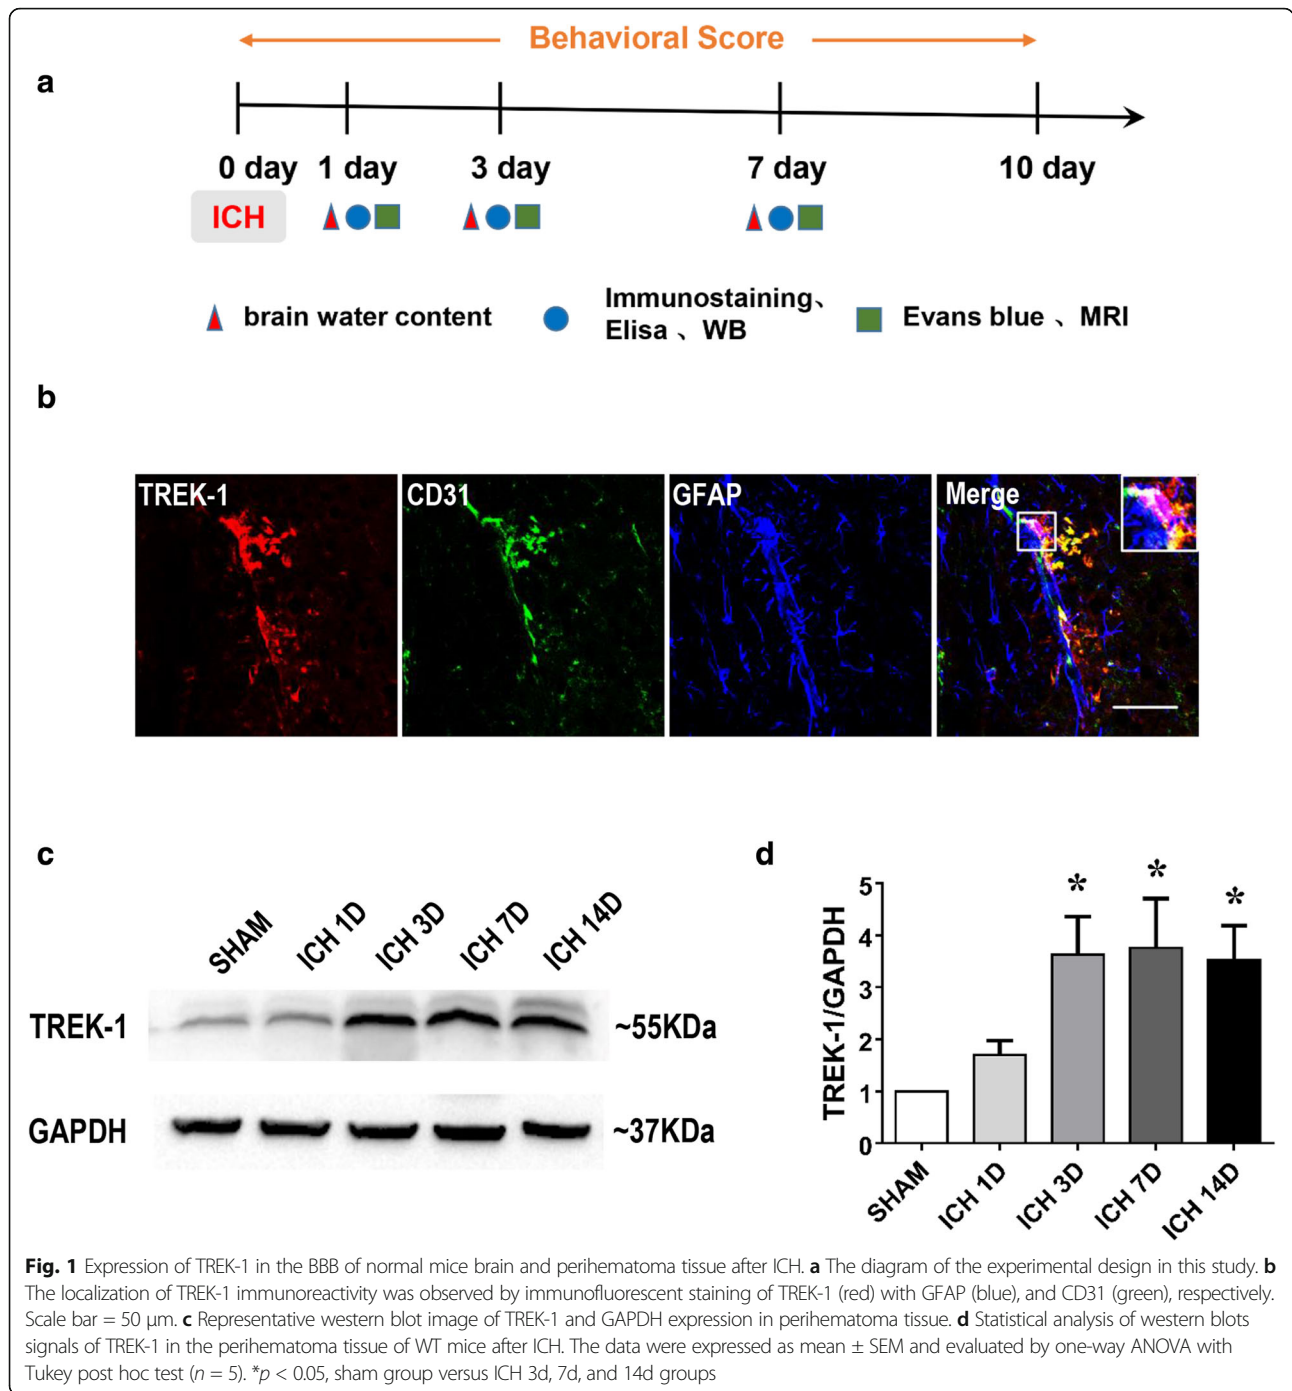 Behavioral Score
a
0 day 1 day 3 day 7 day 10 day
ICH
brain water content
Immunostaining、
Elisa 、WB
Evans blue 、MRI
b
TREK-1 CD31 GFAP Merge
c
SHAM ICH 1D ICH 3D ICH 7D ICH 14D
TREK-1 ~55KDa
GAPDH ~37KDa
d
TREK-1/GAPDH
5
4
3
2
1
0
SHAM ICH 1D ICH 3D ICH 7D ICH 14D
* * *
Fig. 1 Expression of TREK-1 in the BBB of normal mice brain and perihematoma tissue after ICH. a The diagram of the experimental design in this study. b
The localization of TREK-1 immunoreactivity was observed by immunofluorescent staining of TREK-1 (red) with GFAP (blue), and CD31 (green), respectively.
Scale bar = 50 μm. c Representative western blot image of TREK-1 and GAPDH expression in perihematoma tissue. d Statistical analysis of western blots
signals of TREK-1 in the perihematoma tissue of WT mice after ICH. The data were expressed as mean ± SEM and evaluated by one-way ANOVA with
Tukey post hoc test (n = 5). *p < 0.05, sham group versus ICH 3d, 7d, and 14d groups